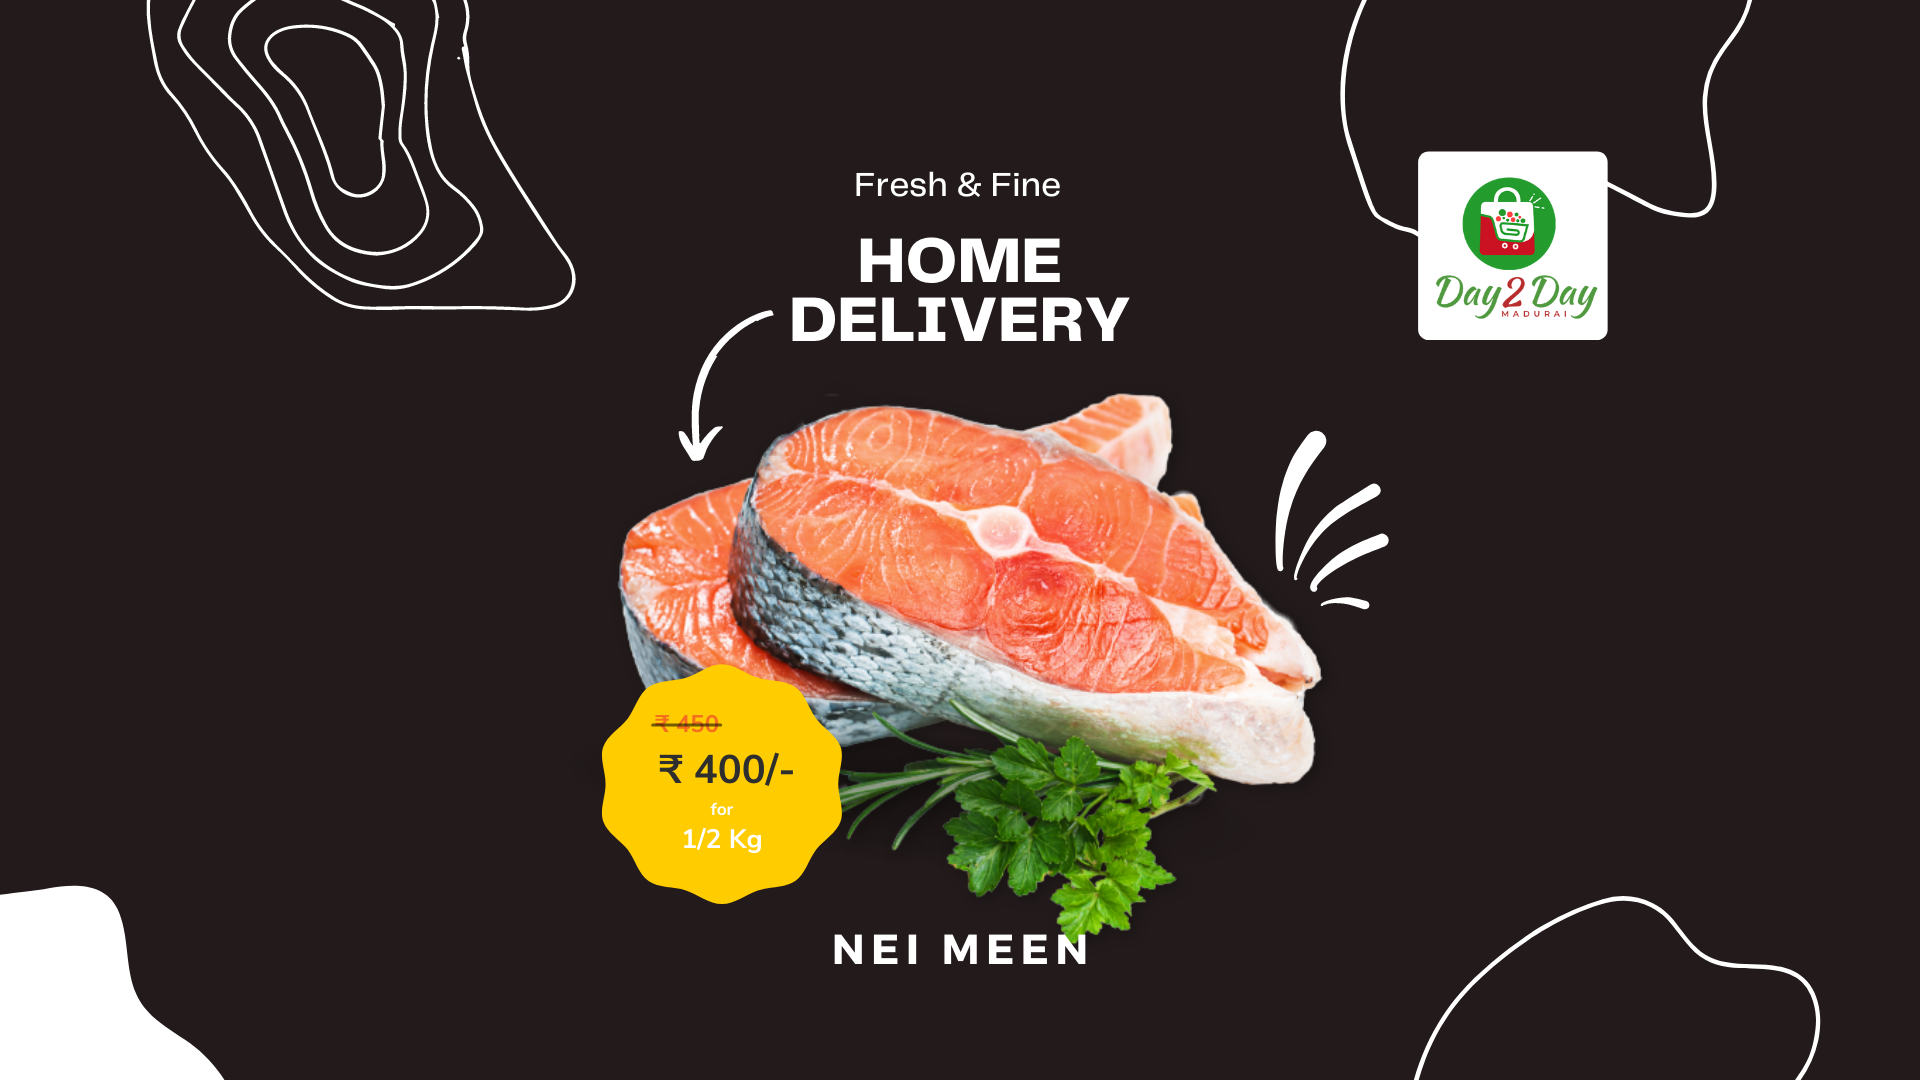 Fresh & Fine
HOME
DELIVERY
Day2Day
MADURAI
₹ 450
₹ 400/-
for
1/2 Kg
NEI MEEN